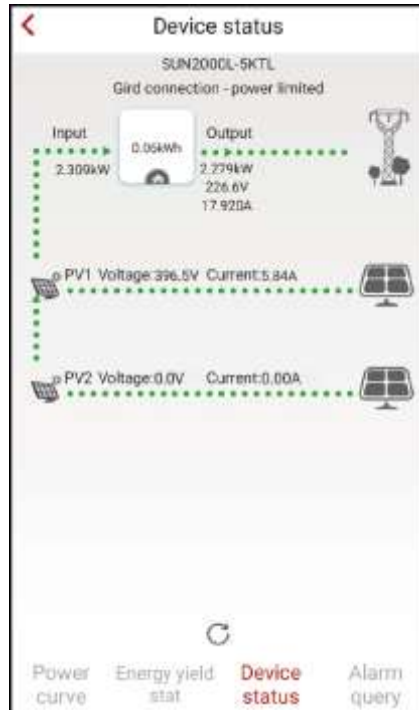 Device status
SUN2000L-5KTL
Gird connection - power limited
Input
Output
0.06kWh
2.309kW
2.279kW
226.6V
17.920A
PV1 Voltage:396.5V Current:5.84A
PV2 Voltage:0.0V Current:0.00A
Power curve
Energy yield stat
Device status
Alarm query